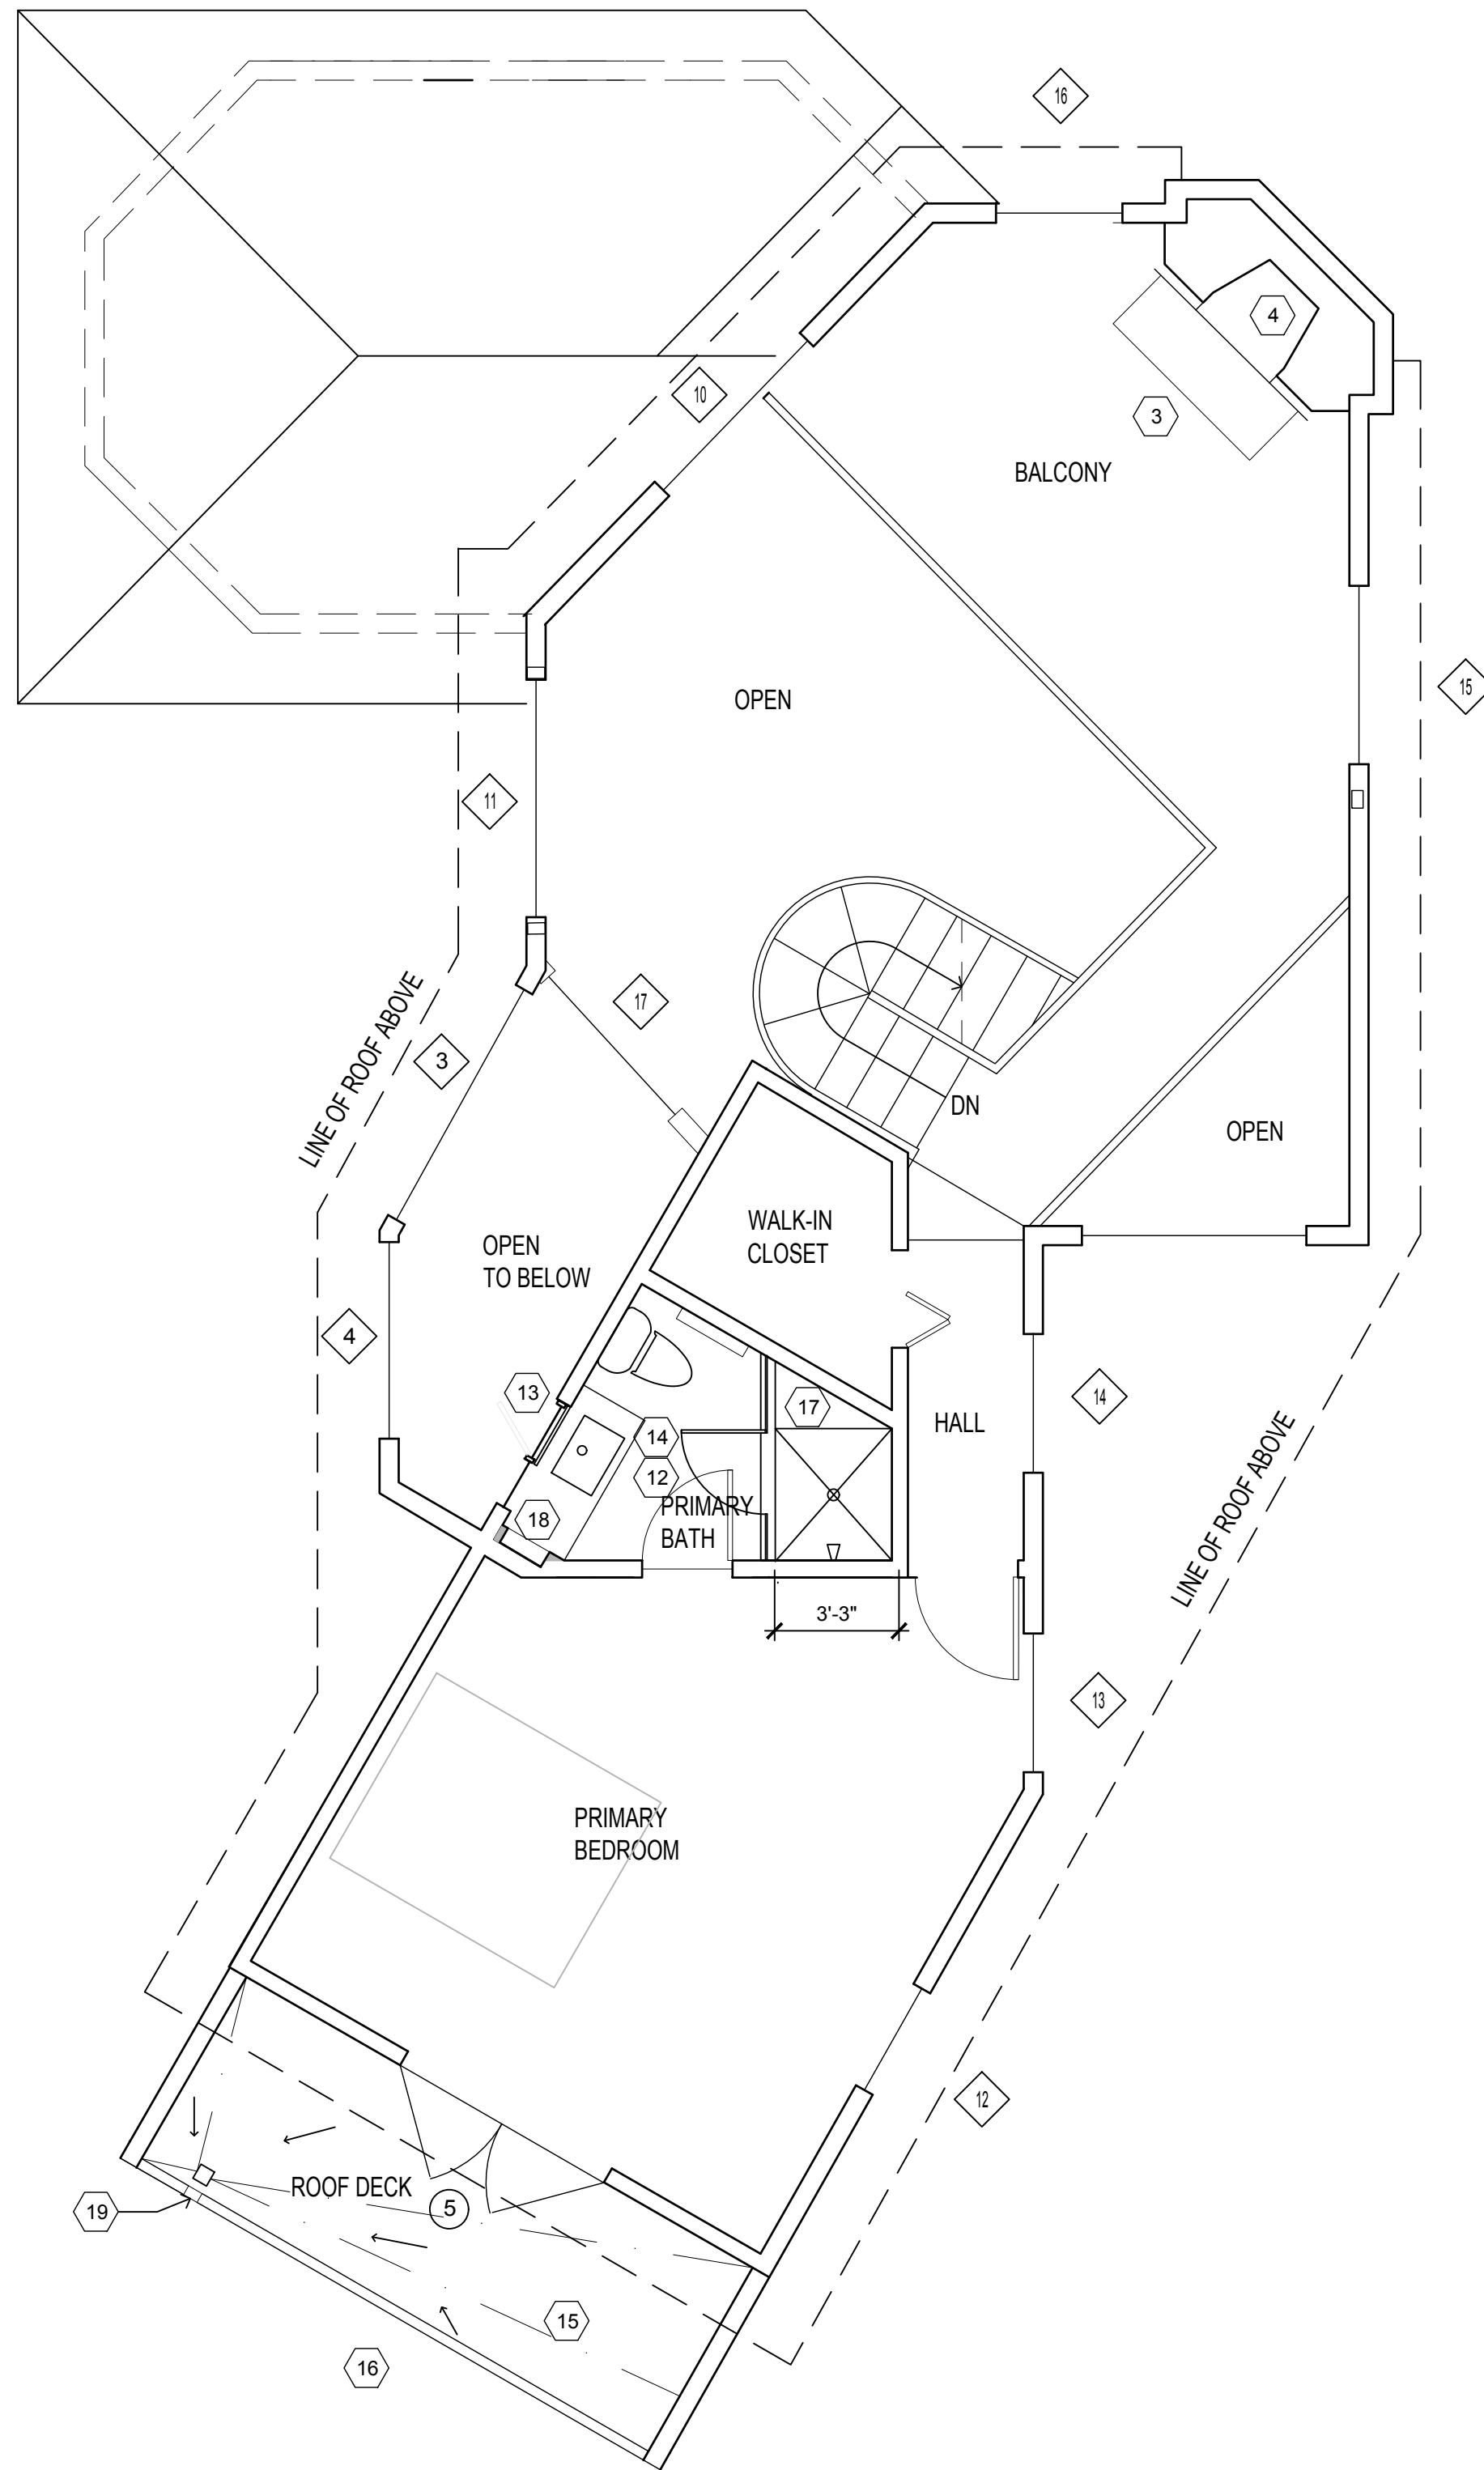 16
4
10
3
BALCONY
15
OPEN
11
17
LINE OF ROOF ABOVE
3
DN
OPEN
WALK-IN
CLOSET
OPEN
TO BELOW
4
13
17
14
14
HALL
LINE OF ROOF ABOVE
12
18
PRIMARY
BATH
3'-3"
13
PRIMARY
BEDROOM
12
ROOF DECK
5
19
15
16